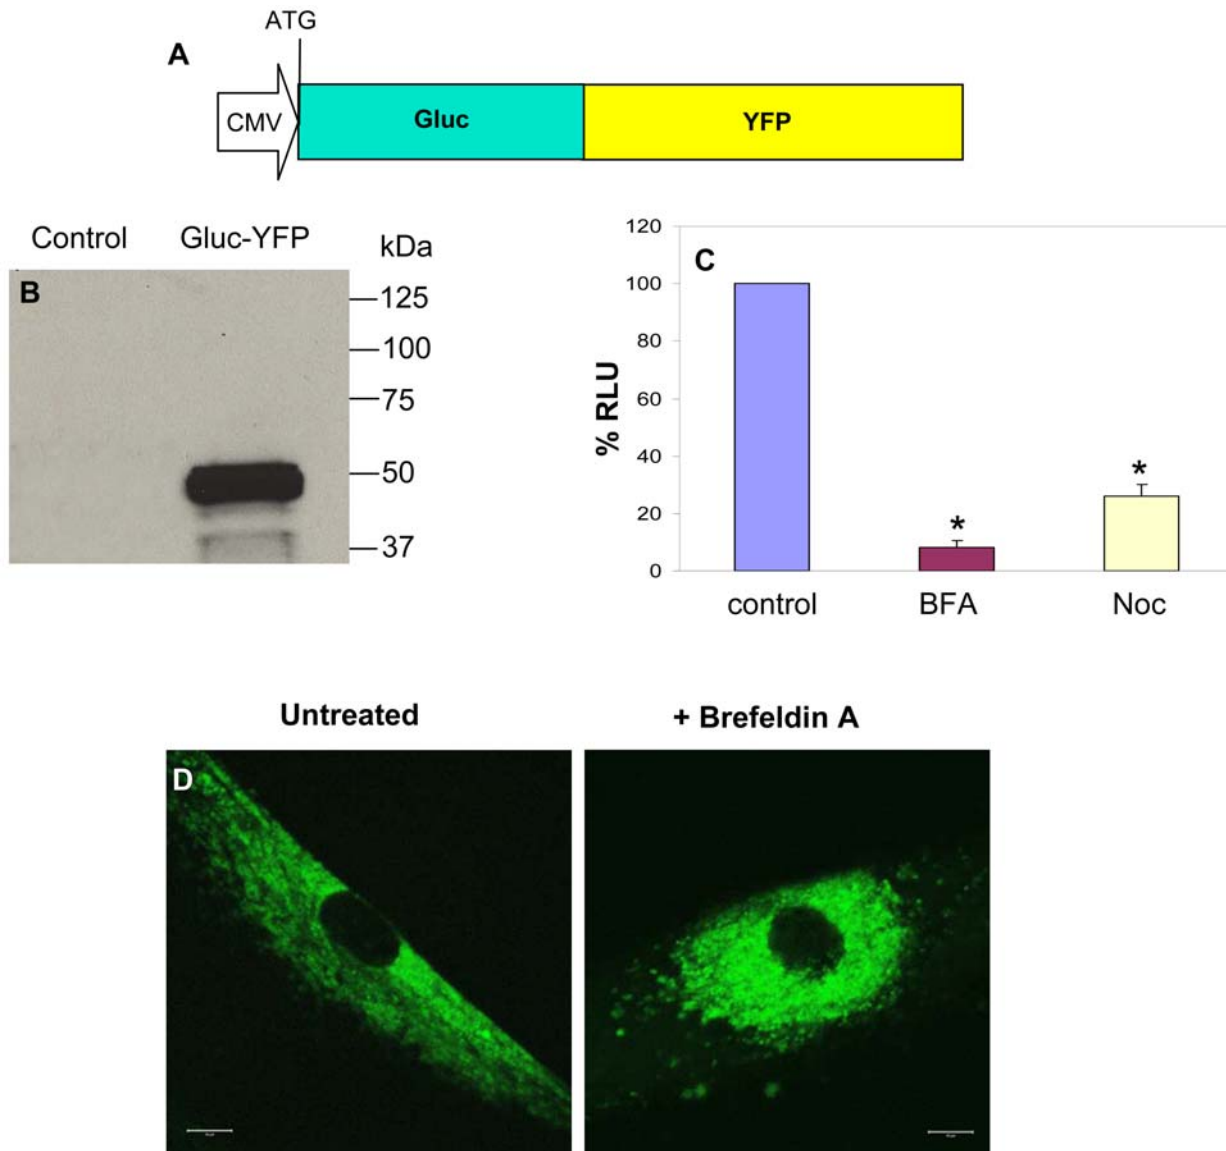 ATG
A
CMV
Gluc
YFP
Control Gluc-YFP kDa
B
125
100
75
50
37
C
% RLU
120
100
80
60
40
20
0
*
*
control BFA Noc
Untreated + Brefeldin A
D